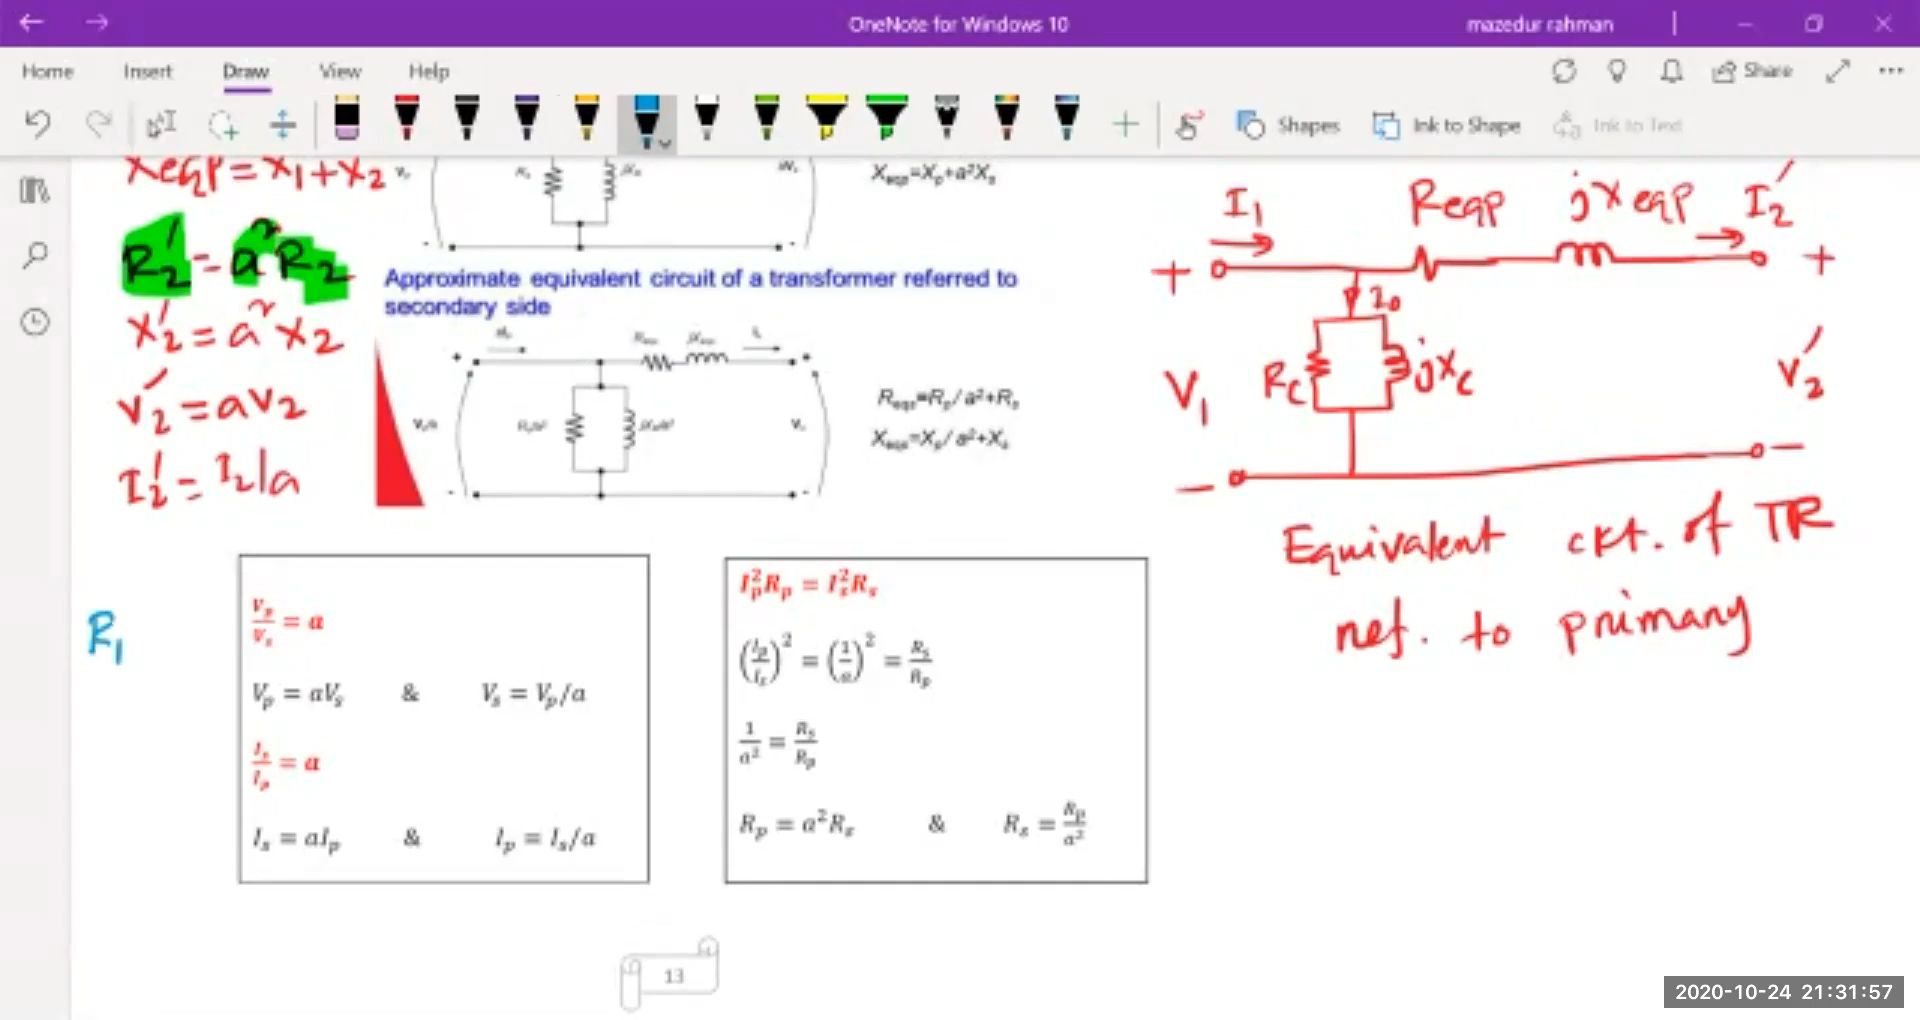 OneNote for Windows 10
mazedur rahman
Home Insert Draw View Help
Share
Shapes Ink to Shape Ink to Text
Xeqp = X1 + X2
R2' = a²R2
X2' = a²X2
V2' = aV2
I2' = I2/a
R1
Xeqp=Xp+a²Xs
Approximate equivalent circuit of a transformer referred to
secondary side
Reqs=Rp/a²+Rs
Xeqs=Xp/a²+Xs
Vp/Vs = a
Vp = aVs & Vs = Vp/a
Is/Ip = a
Is = aIp & Ip = Is/a
Ip²Rp = Is²Rs
(Ip/Is)² = (1/a)² = Rs/Rp
1/a² = Rs/Rp
Rp = a²Rs & Rs = Rp/a²
I1 Reqp jXeqp I2'
+ +
I0
V1 Rc jXc V2'
- -
Equivalent ckt. of TR
ref. to primary
13
2020-10-24 21:31:57